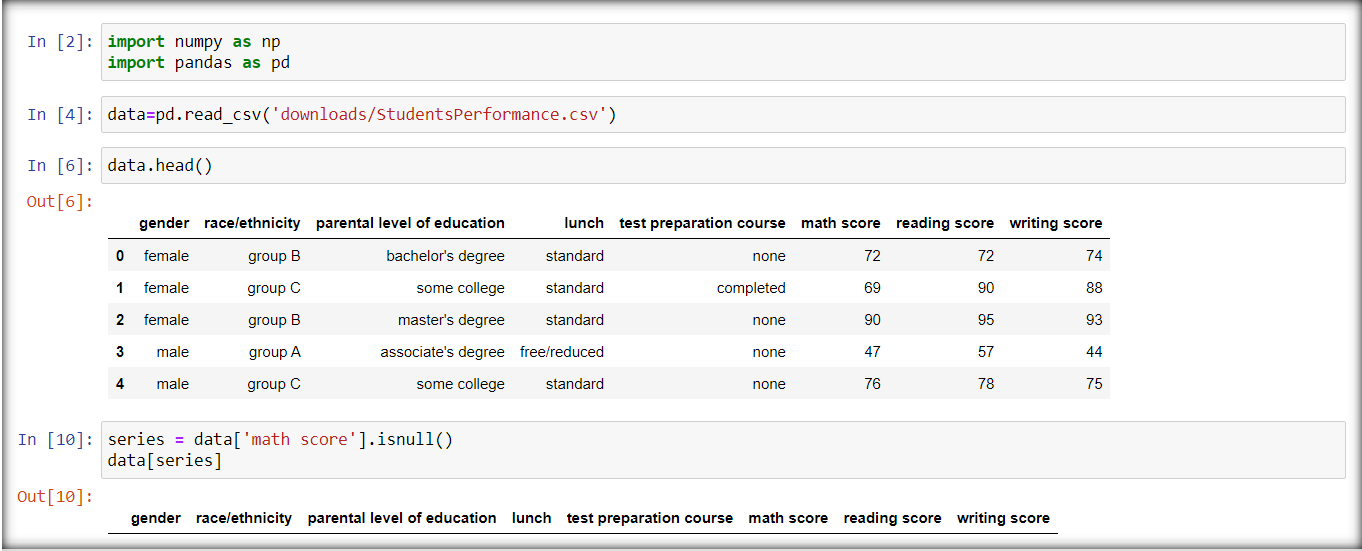 In [2]: import numpy as np
import pandas as pd
In [4]: data=pd.read_csv('downloads/StudentsPerformance.csv')
In [6]: data.head()
Out[6]:
gender race/ethnicity parental level of education lunch test preparation course math score reading score writing score
0 female group B bachelor's degree standard none 72 72 74
1 female group C some college standard completed 69 90 88
2 female group B master's degree standard none 90 95 93
3 male group A associate's degree free/reduced none 47 57 44
4 male group C some college standard none 76 78 75
In [10]: series = data['math score'].isnull()
data[series]
Out[10]:
gender race/ethnicity parental level of education lunch test preparation course math score reading score writing score